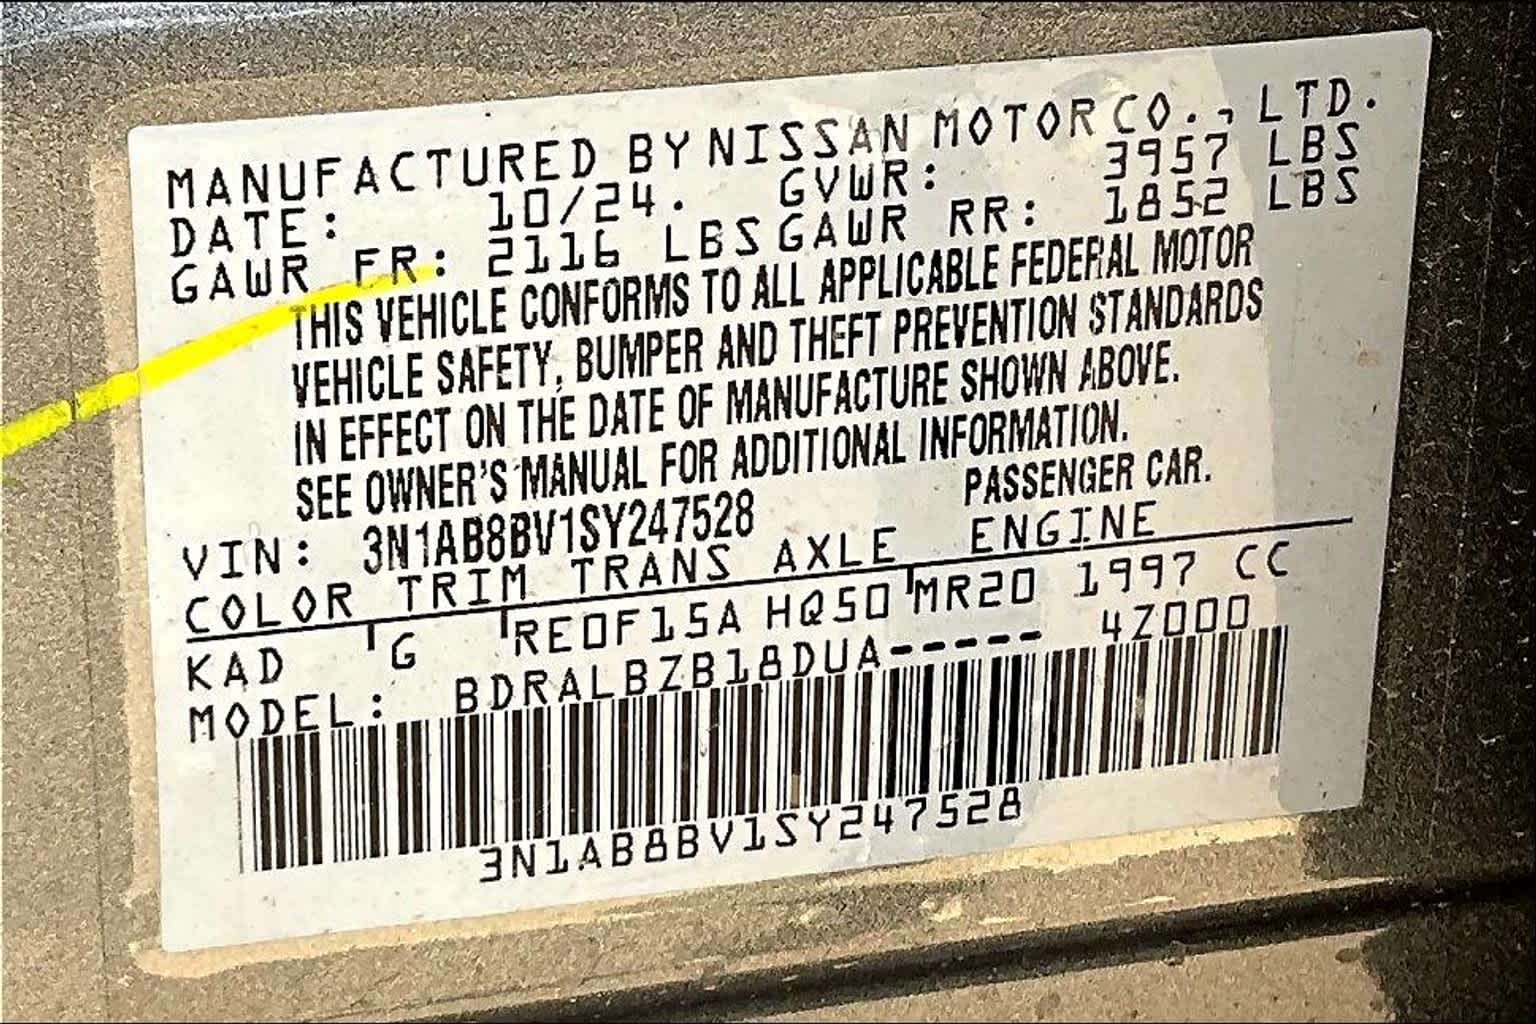 MANUFACTURED BY NISSAN MOTOR CO., LTD.
DATE: 10/24. GVWR: 3957 LBS
GAWR FR: 2116 LBS GAWR RR: 1852 LBS
THIS VEHICLE CONFORMS TO ALL APPLICABLE FEDERAL MOTOR
VEHICLE SAFETY, BUMPER AND THEFT PREVENTION STANDARDS
IN EFFECT ON THE DATE OF MANUFACTURE SHOWN ABOVE.
SEE OWNER'S MANUAL FOR ADDITIONAL INFORMATION.
VIN: 3N1AB8BV1SY247528 PASSENGER CAR.
COLOR TRIM TRANS AXLE ENGINE
KAD G RE0F15A HQ50 MR20 1997 CC
MODEL: BDRALBZB18DUA----- 4Z000
3N1AB8BV1SY247528